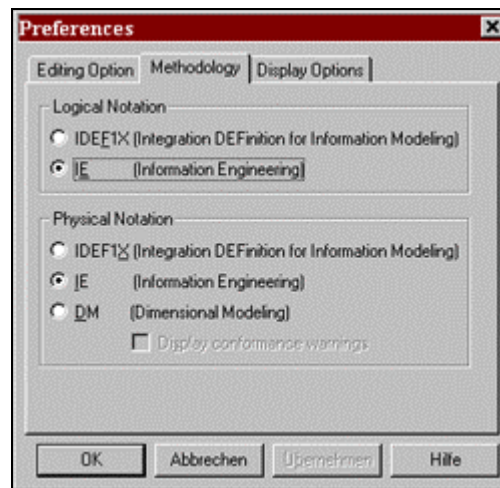 Preferences
Editing Option Methodology Display Options
Logical Notation
IDEF1X (Integration DEFinition for Information Modeling)
IE (Information Engineering)
Physical Notation
IDEF1X (Integration DEFinition for Information Modeling)
IE (Information Engineering)
DM (Dimensional Modeling)
Display conformance warnings
OK Abbrechen Übernehmen Hilfe